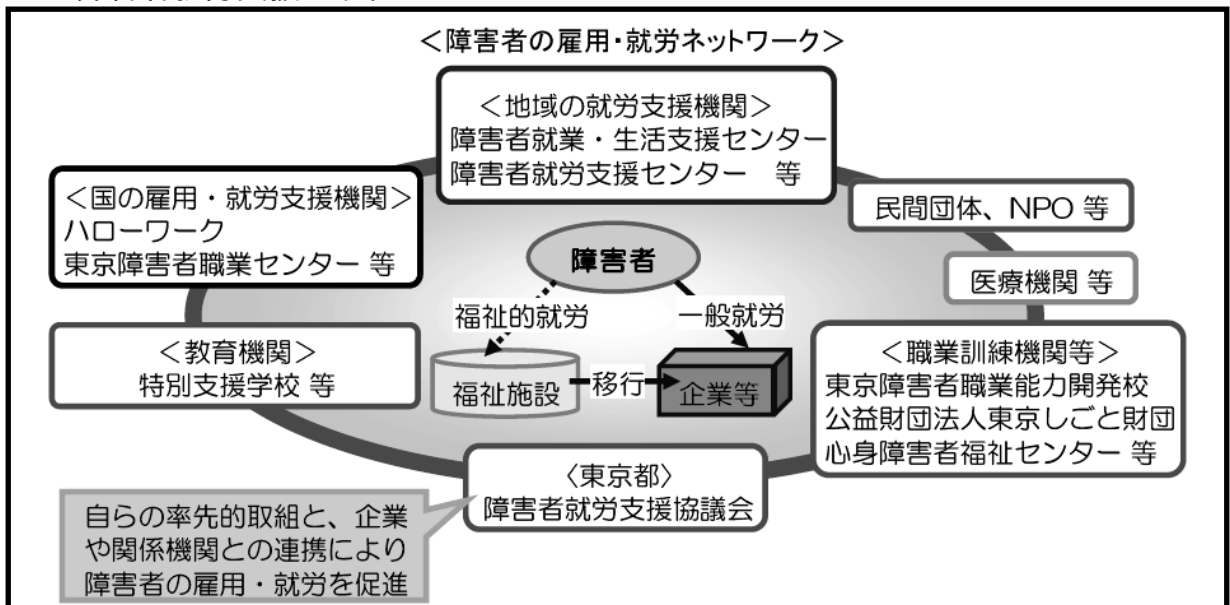 ＜障害者の雇用・就労ネットワーク＞
＜地域の就労支援機関＞
障害者就業・生活支援センター
障害者就労支援センター　等
＜国の雇用・就労支援機関＞
ハローワーク
東京障害者職業センター 等
民間団体、NPO 等
障害者
医療機関 等
福祉的就労
一般就労
＜教育機関＞
特別支援学校 等
福祉施設
移行
企業等
＜職業訓練機関等＞
東京障害者職業能力開発校
公益財団法人東京しごと財団
心身障害者福祉センター 等
〈東京都〉
障害者就労支援協議会
自らの率先的取組と、企業
や関係機関との連携により
障害者の雇用・就労を促進